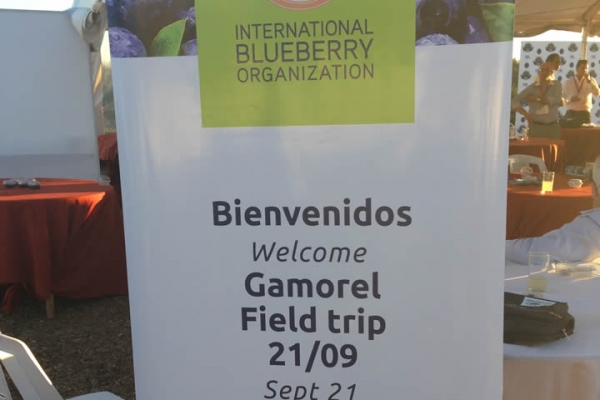 INTERNATIONAL
BLUEBERRY
ORGANIZATION
Bienvenidos
Welcome
Gamorel
Field trip
21/09
Sept 21